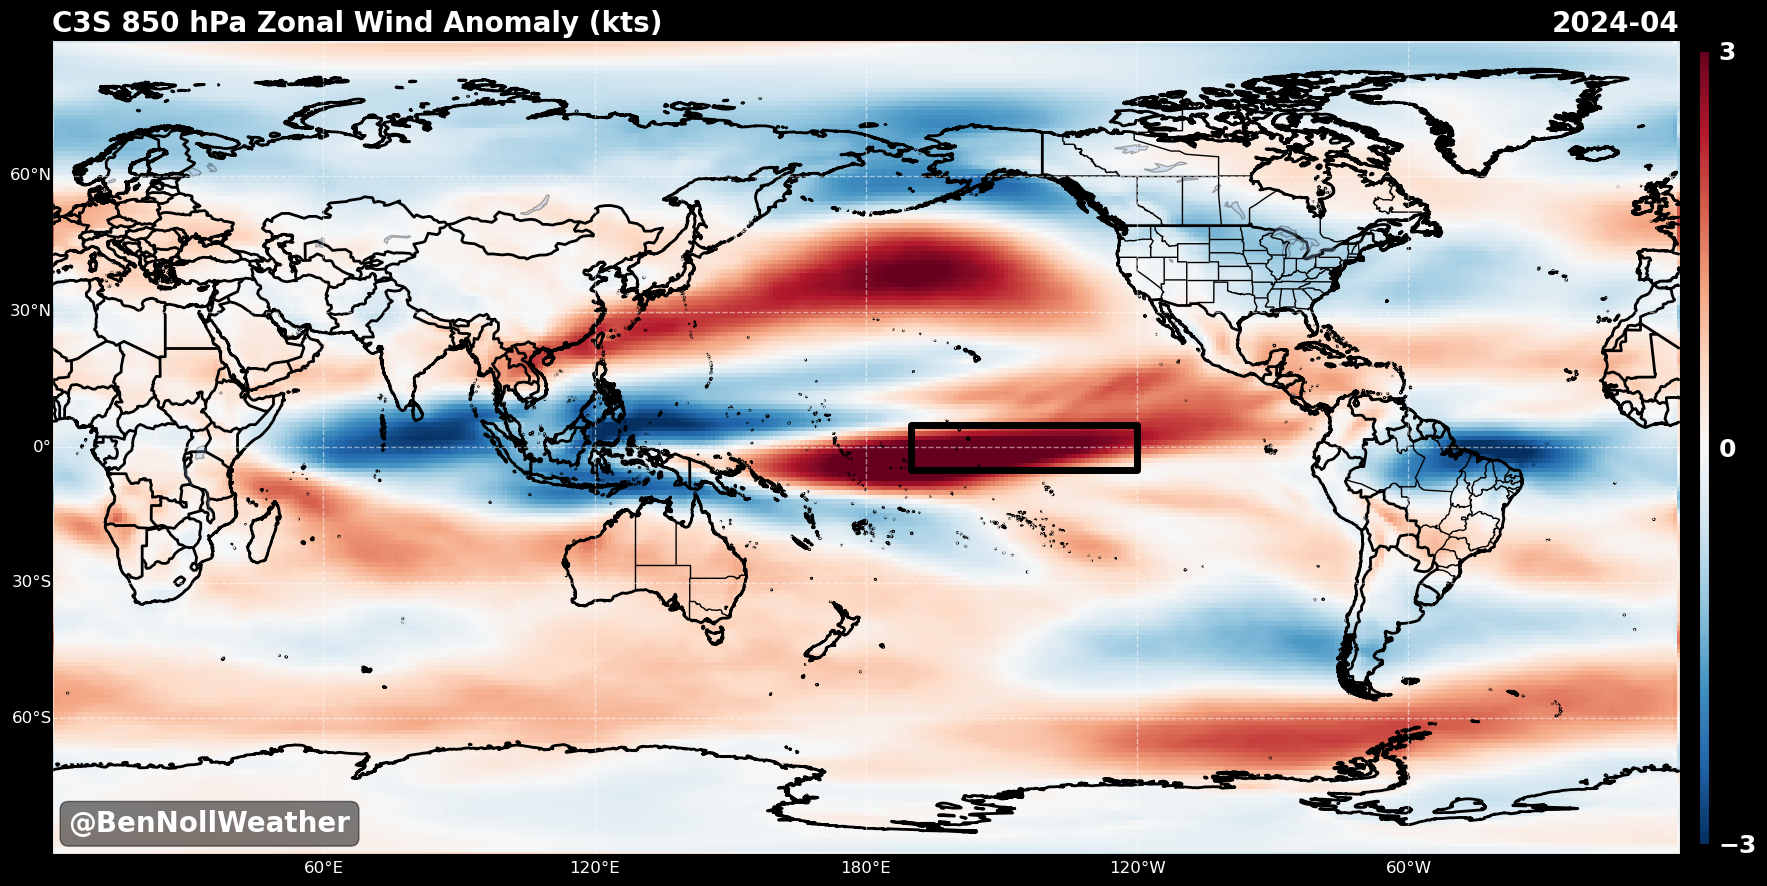 C3S 850 hPa Zonal Wind Anomaly (kts) 2024-04
3
60°N
30°N
0°
0
30°S
60°S
@BenNollWeather
−3
60°E 120°E 180°E 120°W 60°W